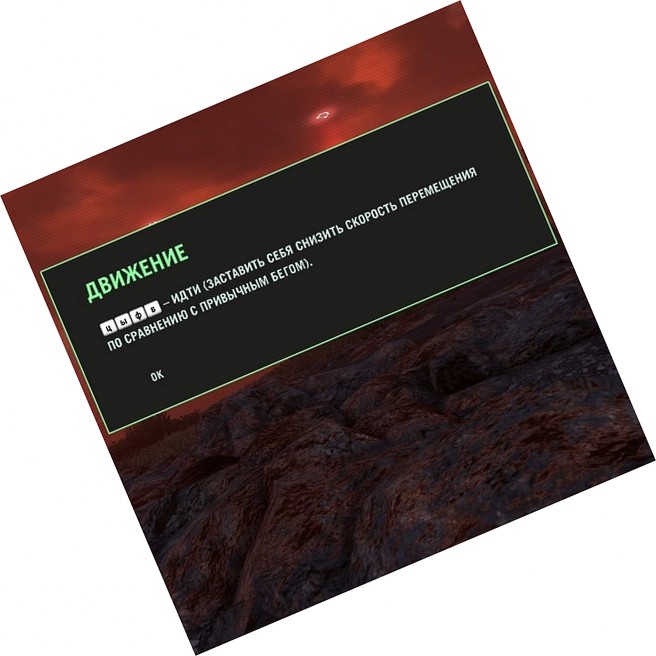 ДВИЖЕНИЕ
ц ы ф в – ИДТИ (ЗАСТАВИТЬ СЕБЯ СНИЗИТЬ СКОРОСТЬ ПЕРЕМЕЩЕНИЯ
ПО СРАВНЕНИЮ С ПРИВЫЧНЫМ БЕГОМ).
OK